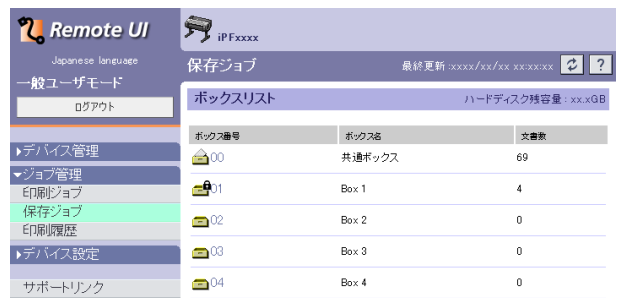 Remote UI
iPFxxxx
Japanese language
一般ユーザモード
ログアウト
▶デバイス管理
▼ジョブ管理
印刷ジョブ
保存ジョブ
印刷履歴
▶デバイス設定
サポートリンク
保存ジョブ
最終更新:xxxx/xx/xx xx:xx:xx ?
ボックスリスト ハードディスク残容量:xx.xGB
ボックス番号 ボックス名 文書数
00 共通ボックス 69
01 Box 1 4
02 Box 2 0
03 Box 3 0
04 Box 4 0